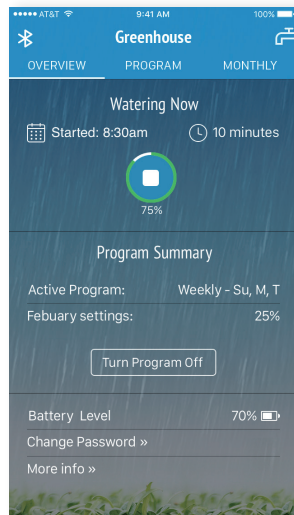 AT&T 9:41 AM 100%
Greenhouse
OVERVIEW PROGRAM MONTHLY
Watering Now
Started: 8:30am 10 minutes
75%
Program Summary
Active Program: Weekly - Su, M, T
Febuary settings: 25%
Turn Program Off
Battery Level 70%
Change Password »
More info »